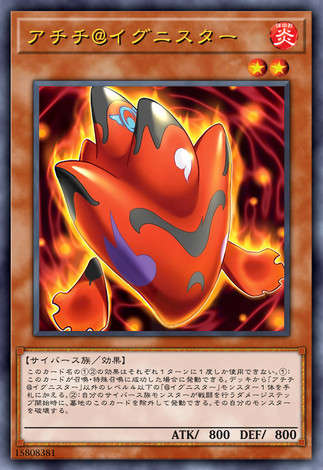 アチチ@イグニスター
炎
ほのお
【サイバース族/効果】
このカード名の①②の効果はそれぞれ1ターンに1度しか使用できない。①:
このカードが召喚・特殊召喚に成功した場合に発動できる。デッキから「アチチ
@イグニスター」以外のレベル4以下の「@イグニスター」モンスター1体を手
札に加える。②:自分のサイバース族モンスターが戦闘を行うダメージステッ
プ開始時に、墓地のこのカードを除外して発動できる。その自分のモンスター
を破壊する。
ATK/ 800 DEF/ 800
15808381